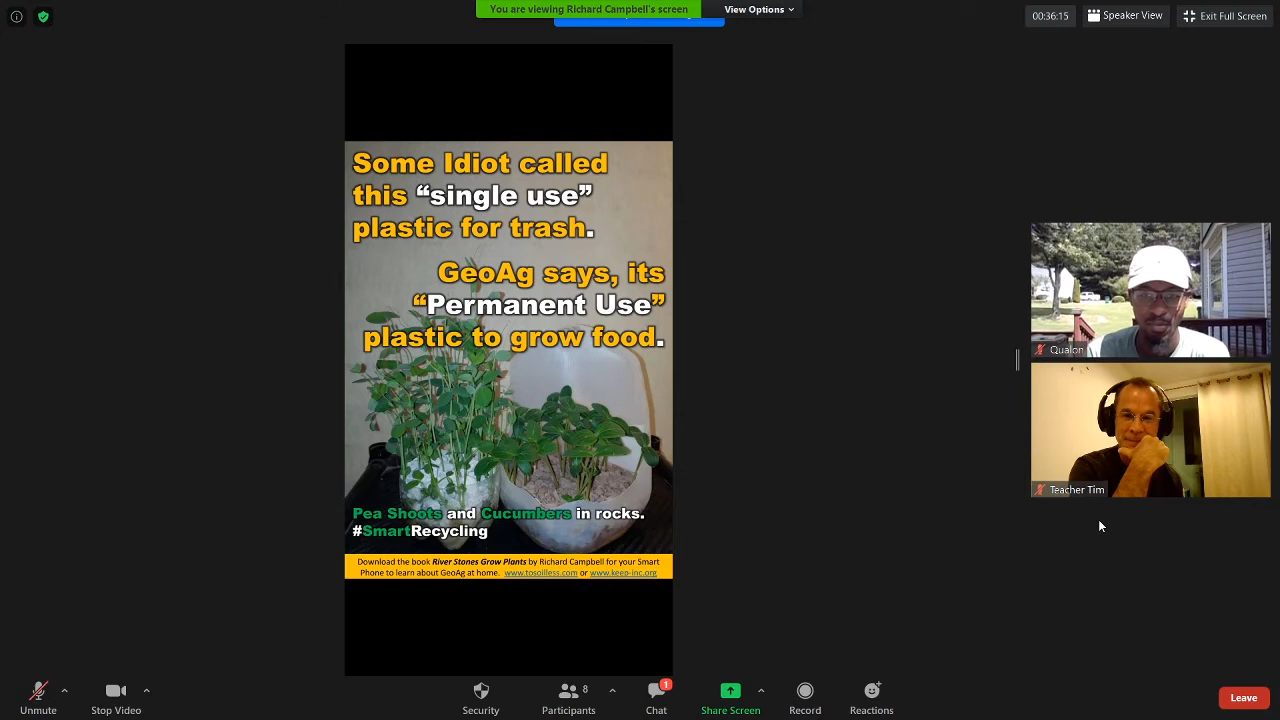 You are viewing Richard Campbell's screen
View Options
00:36:15
Speaker View
Exit Full Screen
Some Idiot called
this “single use”
plastic for trash.
GeoAg says, its
“Permanent Use”
plastic to grow food.
Pea Shoots and Cucumbers in rocks.
#SmartRecycling
Download the book River Stones Grow Plants by Richard Campbell for your Smart
Phone to learn about GeoAg at home. www.tosoilless.com or www.keep-inc.org
Qualon
Teacher Tim
Unmute
Stop Video
Security
Participants
8
Chat
1
Share Screen
Record
Reactions
Leave